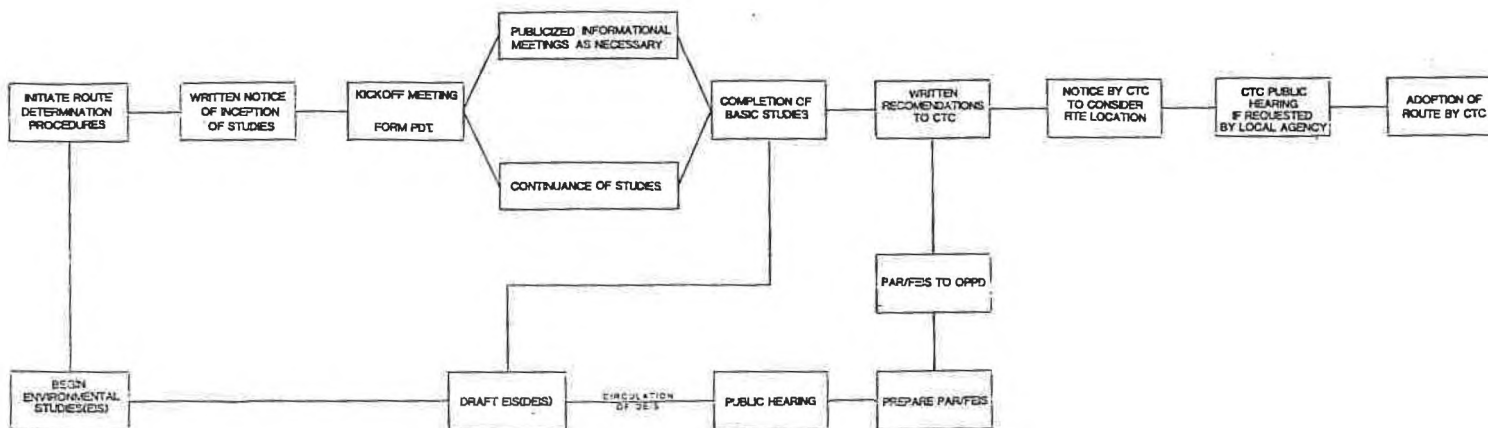 PUBLICIZED INFORMATIONAL
MEETINGS AS NECESSARY
INITIATE ROUTE
DETERMINATION
PROCEDURES
WRITTEN NOTICE
OF INCEPTION
OF STUDIES
KICKOFF MEETING
FORM PDT.
COMPLETION OF
BASIC STUDIES
WRITTEN
RECOMENDATIONS
TO CTC
NOTICE BY CTC
TO CONSIDER
RTE LOCATION
CTC PUBLIC
HEARING
IF REQUESTED
BY LOCAL AGENCY
ADOPTION OF
ROUTE BY CTC
CONTINUANCE OF STUDIES
PAR/FEIS TO OPPD
BEGIN
ENVIRONMENTAL
STUDIES(EIS)
DRAFT EIS(DEIS)
CIRCULATION
OF DEIS
PUBLIC HEARING
PREPARE PAR/FEIS